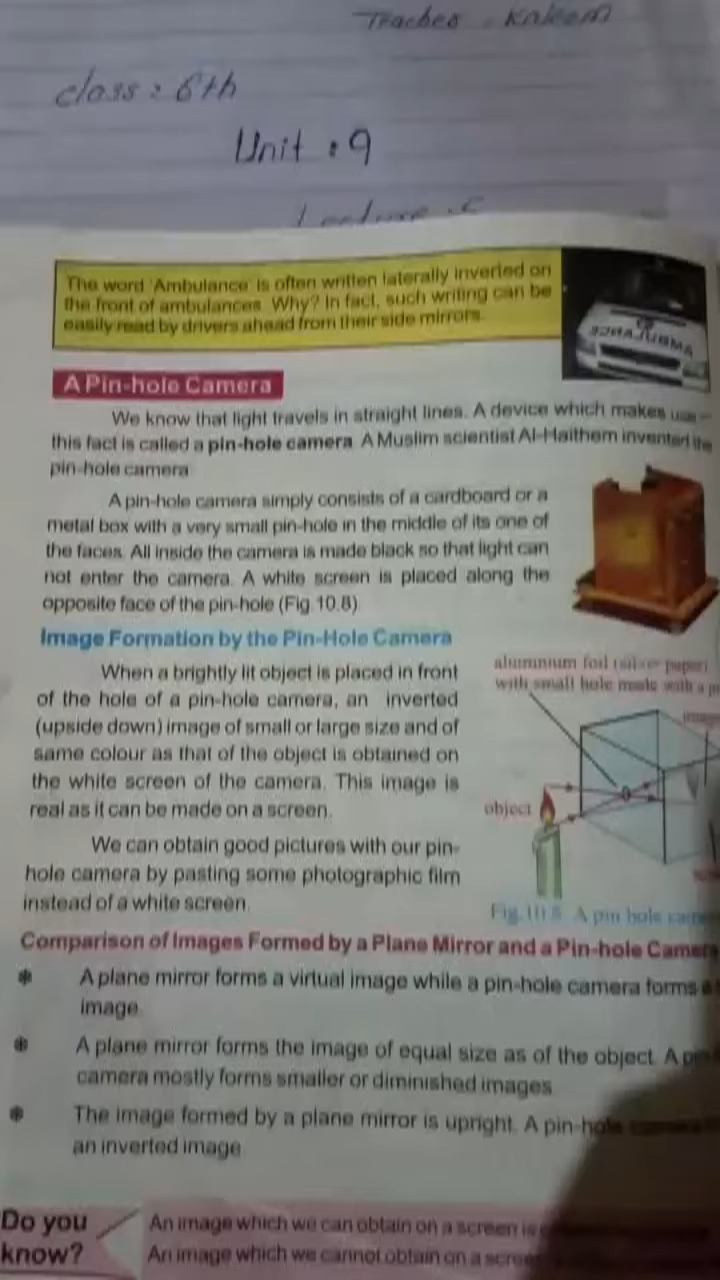 Teacher : Kaleem
class : 6th
Unit : 9
The word 'Ambulance' is often written laterally inverted on
the front of ambulances. Why? In fact, such writing can be
easily read by drivers ahead from their side mirrors.
AMBULANCE
A Pin-hole Camera
We know that light travels in straight lines. A device which makes use
this fact is called a pin-hole camera. A Muslim scientist Al-Haithem invented the
pin-hole camera.
A pin-hole camera simply consists of a cardboard or a
metal box with a very small pin-hole in the middle of its one of
the faces. All inside the camera is made black so that light can
not enter the camera. A white screen is placed along the
opposite face of the pin-hole (Fig.10.8).
Image Formation by the Pin-Hole Camera
When a brightly lit object is placed in front
of the hole of a pin-hole camera, an inverted
(upside down) image of small or large size and of
same colour as that of the object is obtained on
the white screen of the camera. This image is
real as it can be made on a screen.
We can obtain good pictures with our pin-
hole camera by pasting some photographic film
instead of a white screen.
aluminium foil (silver paper)
with small hole made with a
image
object
Fig.10.8 A pin hole
Comparison of Images Formed by a Plane Mirror and a Pin-hole Camera
* A plane mirror forms a virtual image while a pin-hole camera forms a
image.
* A plane mirror forms the image of equal size as of the object. A
camera mostly forms smaller or diminished images.
* The image formed by a plane mirror is upright. A pin-hole camera
an inverted image.
Do you
know?
An image which we can obtain on a screen is
An image which we cannot obtain on a screen